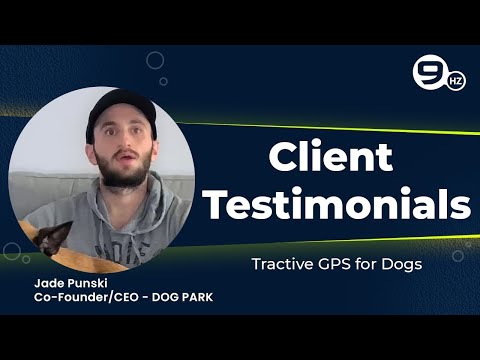 9
HZ
Client
Testimonials
Tractive GPS for Dogs
Jade Punski
Co-Founder/CEO - DOG PARK